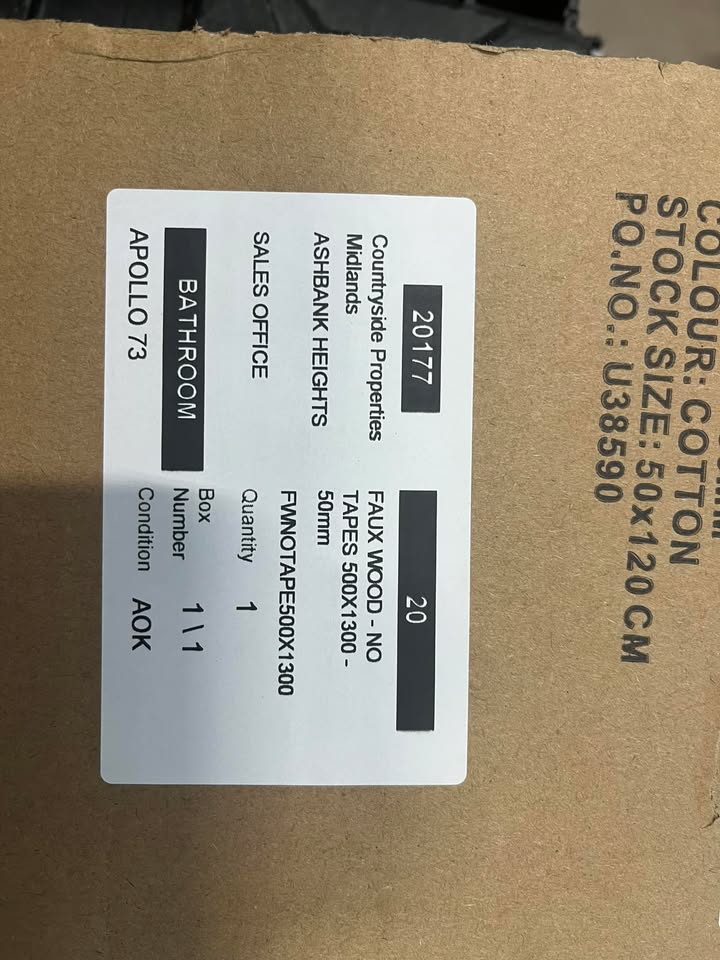 COLOUR: COTTON
STOCK SIZE: 50x120 CM
P.O.NO.: U38590
20177
Countryside Properties
Midlands
ASHBANK HEIGHTS
SALES OFFICE
BATHROOM
APOLLO 73
20
FAUX WOOD - NO
TAPES 500X1300 -
50mm
FWNOTAPE500X1300
Quantity 1
Box
Number 1 \ 1
Condition AOK